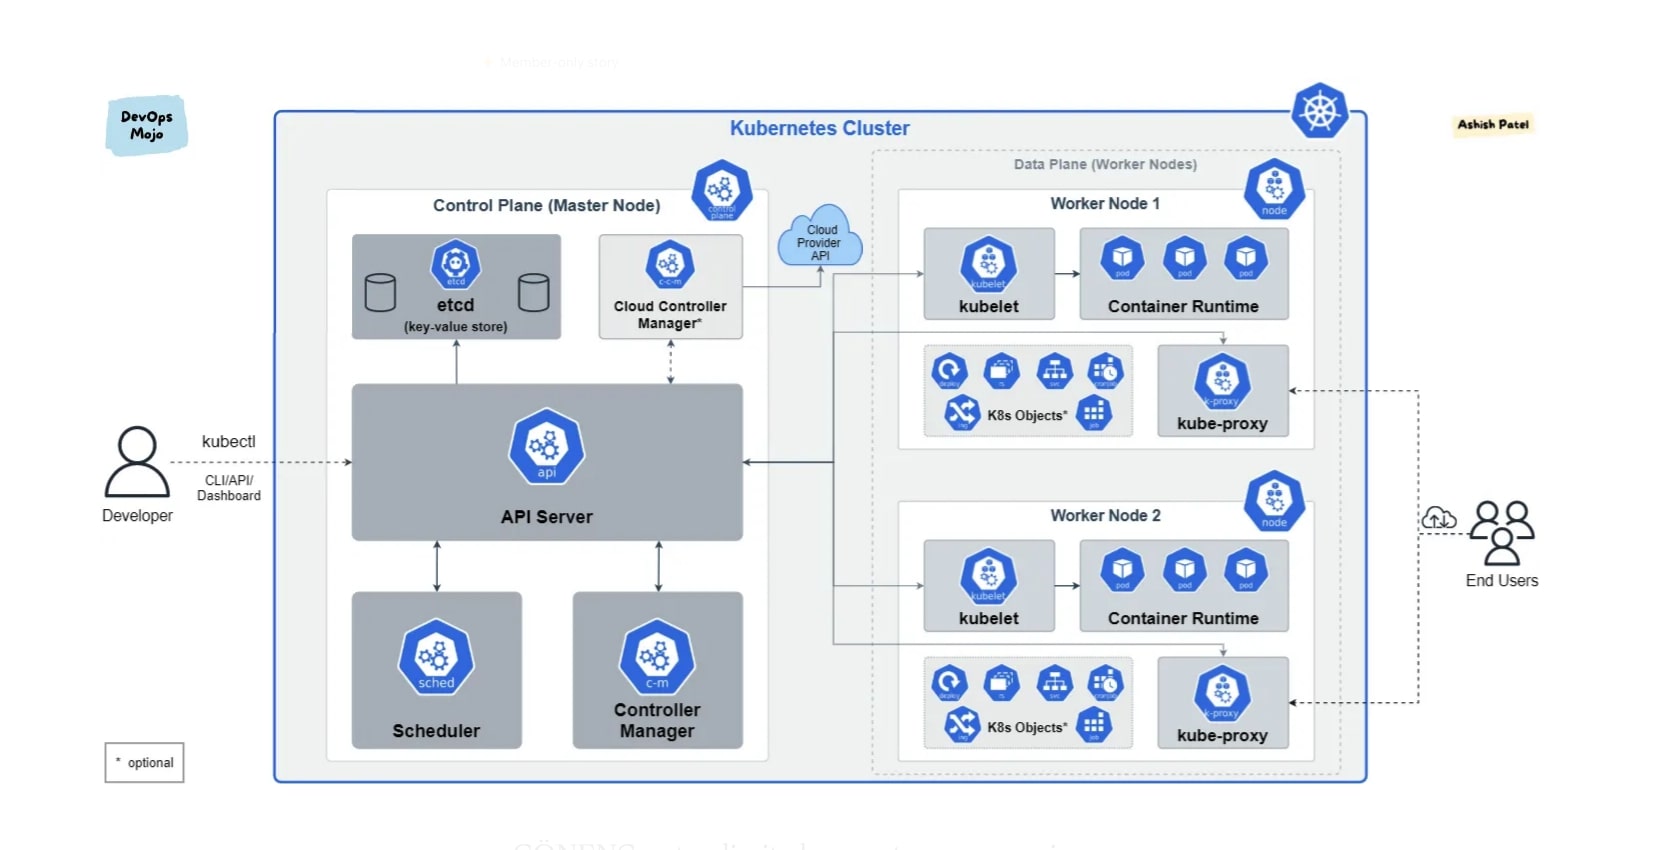 Member-only story
DevOps
Mojo
Ashish Patel
Kubernetes Cluster
Control Plane (Master Node)
control
plane
etcd
etcd
(key-value store)
c-c-m
Cloud Controller
Manager*
Cloud
Provider
API
api
API Server
sched
Scheduler
c-m
Controller
Manager
kubectl
CLI/API/
Dashboard
Developer
* optional
Data Plane (Worker Nodes)
Worker Node 1
node
kubelet
kubelet
pod
pod
pod
Container Runtime
deploy
rs
svc
cronjob
ing
K8s Objects*
job
k-proxy
kube-proxy
Worker Node 2
node
kubelet
kubelet
pod
pod
pod
Container Runtime
deploy
rs
svc
cronjob
ing
K8s Objects*
job
k-proxy
kube-proxy
End Users